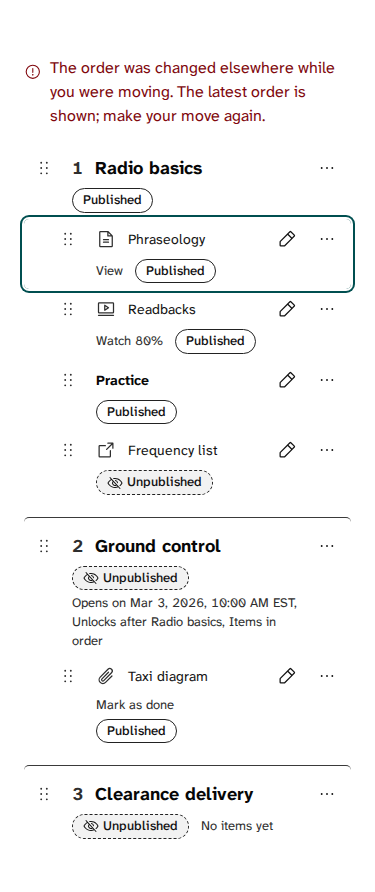 The order was changed elsewhere while
you were moving. The latest order is
shown; make your move again.
1 Radio basics
Published
Phraseology
View Published
Readbacks
Watch 80% Published
Practice
Published
Frequency list
Unpublished
2 Ground control
Unpublished
Opens on Mar 3, 2026, 10:00 AM EST,
Unlocks after Radio basics, Items in
order
Taxi diagram
Mark as done
Published
3 Clearance delivery
Unpublished No items yet